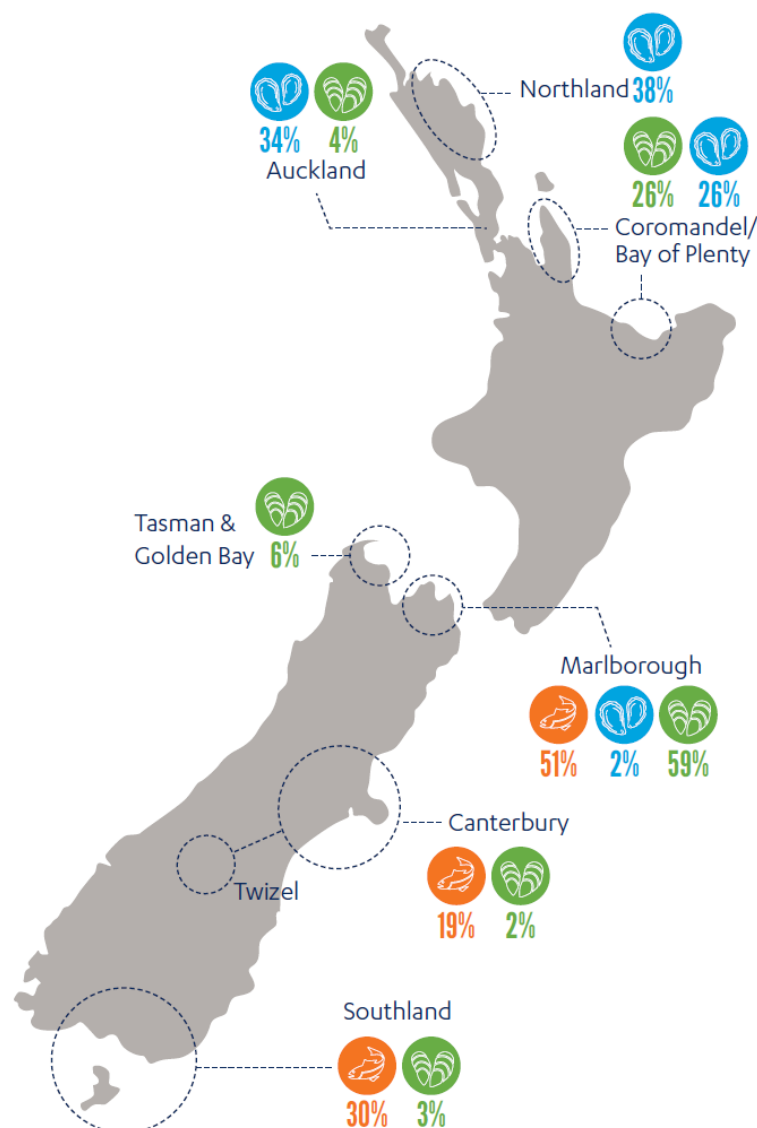 Northland 38%
34% 4%
Auckland
26% 26%
Coromandel/
Bay of Plenty
Tasman &
Golden Bay 6%
Marlborough
51% 2% 59%
Canterbury
19% 2%
Twizel
Southland
30% 3%